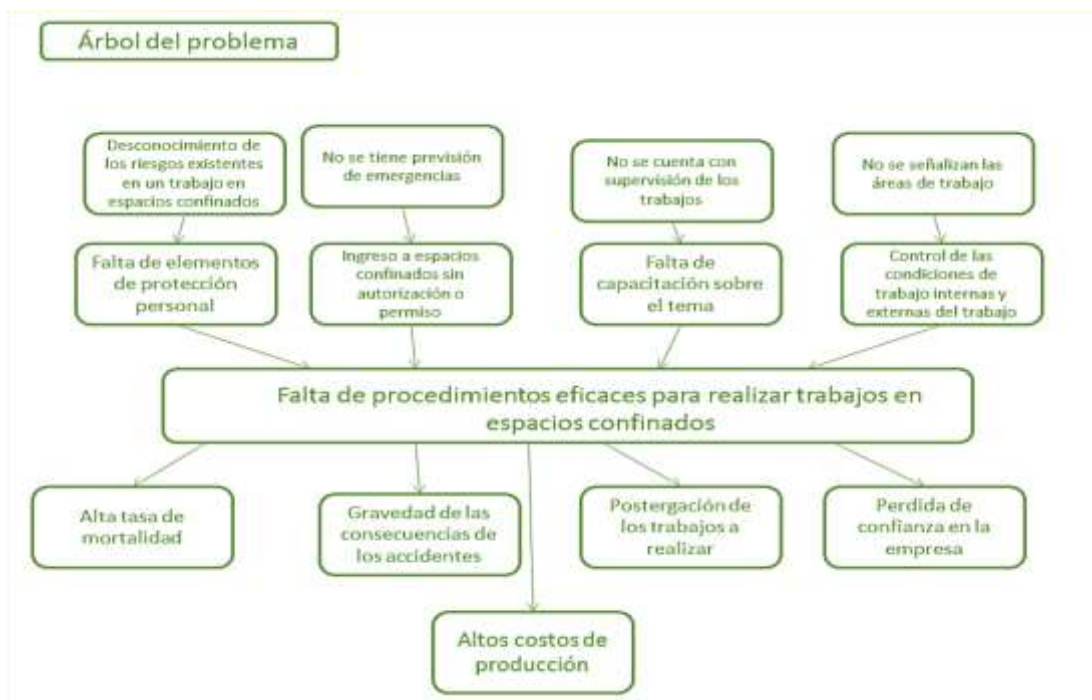 Árbol del problema
Desconocimiento de
los riesgos existentes
en un trabajo en
espacios confinados
No se tiene previsión
de emergencias
No se cuenta con
supervisión de los
trabajos
No se señalizan las
áreas de trabajo
Falta de elementos
de protección
personal
Ingreso a espacios
confinados sin
autorización o
permiso
Falta de
capacitación sobre
el tema
Control de las
condiciones de
trabajo internas y
externas del trabajo
Falta de procedimientos eficaces para realizar trabajos en
espacios confinados
Alta tasa de
mortalidad
Gravedad de las
consecuencias de
los accidentes
Postergación de
los trabajos a
realizar
Perdida de
confianza en la
empresa
Altos costos de
producción